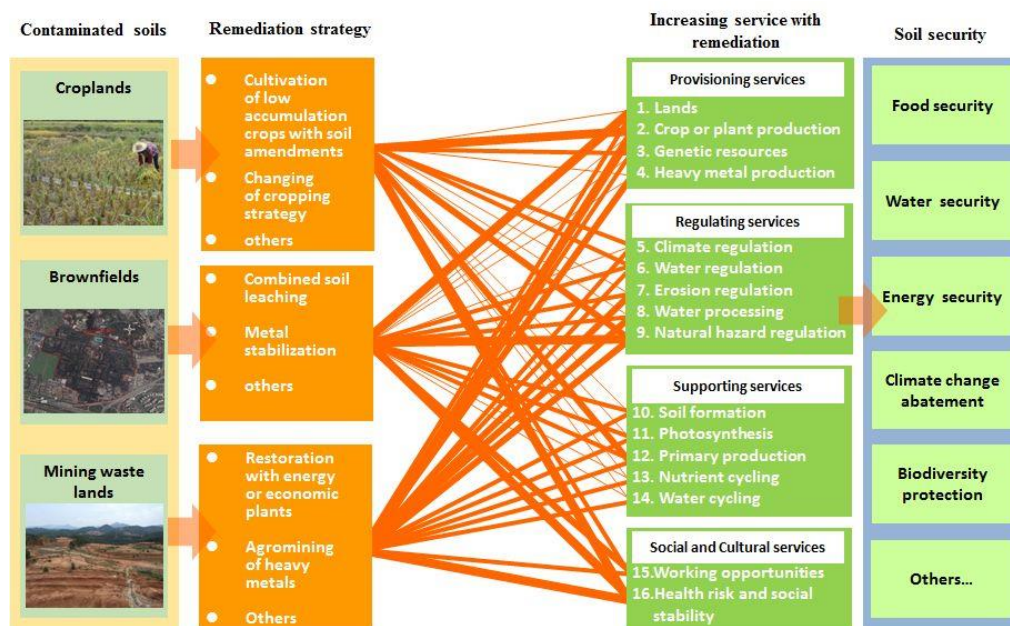 Contaminated soils
Croplands
Brownfields
Mining waste
lands
Remediation strategy
Cultivation
of low
accumulation
crops with soil
amendments
Changing
of cropping
strategy
others
Combined soil
leaching
Metal
stabilization
others
Restoration
with energy
or economic
plants
Agromining
of heavy
metals
Others
Increasing service with
remediation
Provisioning services
1. Lands
2. Crop or plant production
3. Genetic resources
4. Heavy metal production
Regulating services
5. Climate regulation
6. Water regulation
7. Erosion regulation
8. Water processing
9. Natural hazard regulation
Supporting services
10. Soil formation
11. Photosynthesis
12. Primary production
13. Nutrient cycling
14. Water cycling
Social and Cultural services
15.Working opportunities
16.Health risk and social
stability
Soil security
Food security
Water security
Energy security
Climate change
abatement
Biodiversity
protection
Others...